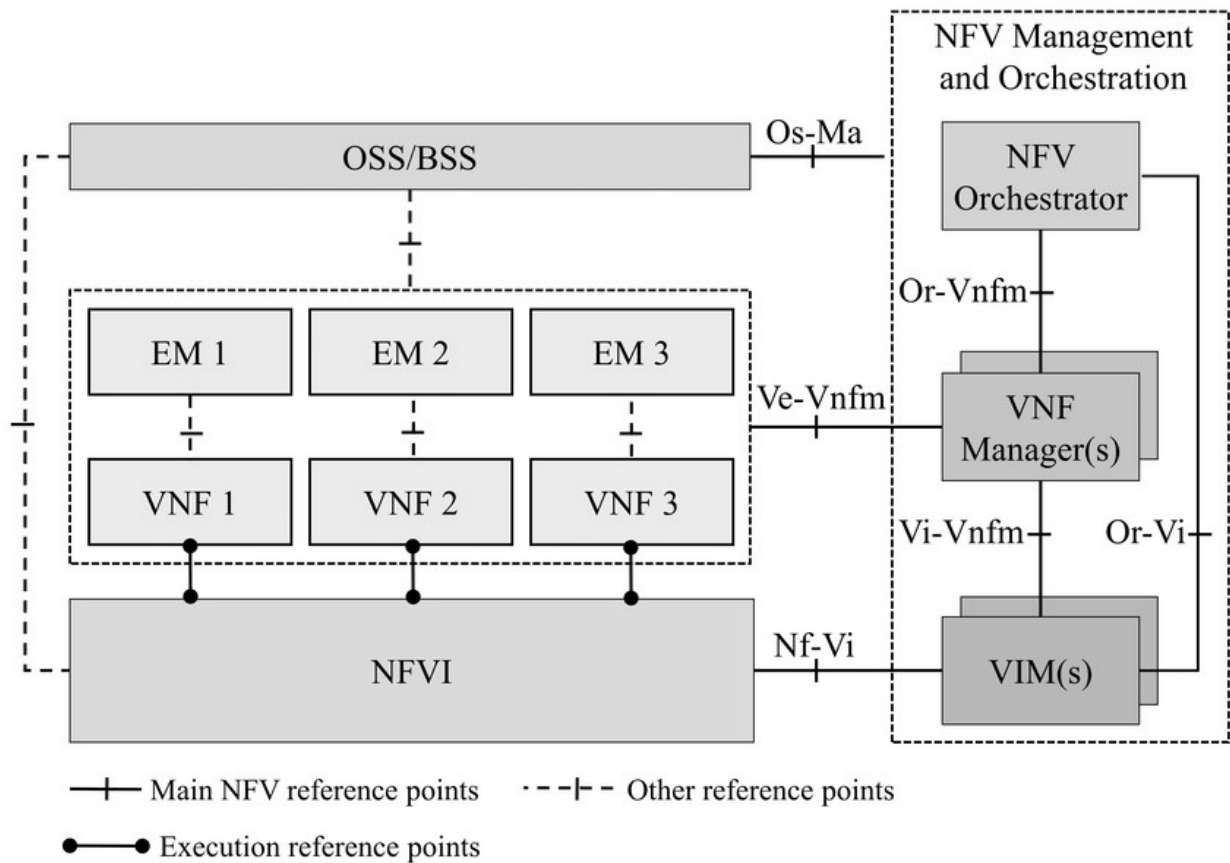 NFV Management
and Orchestration
OSS/BSS
Os-Ma
NFV
Orchestrator
Or-Vnfm
EM 1
EM 2
EM 3
Ve-Vnfm
VNF
Manager(s)
VNF 1
VNF 2
VNF 3
Vi-Vnfm
Or-Vi
NFVI
Nf-Vi
VIM(s)
Main NFV reference points
Other reference points
Execution reference points